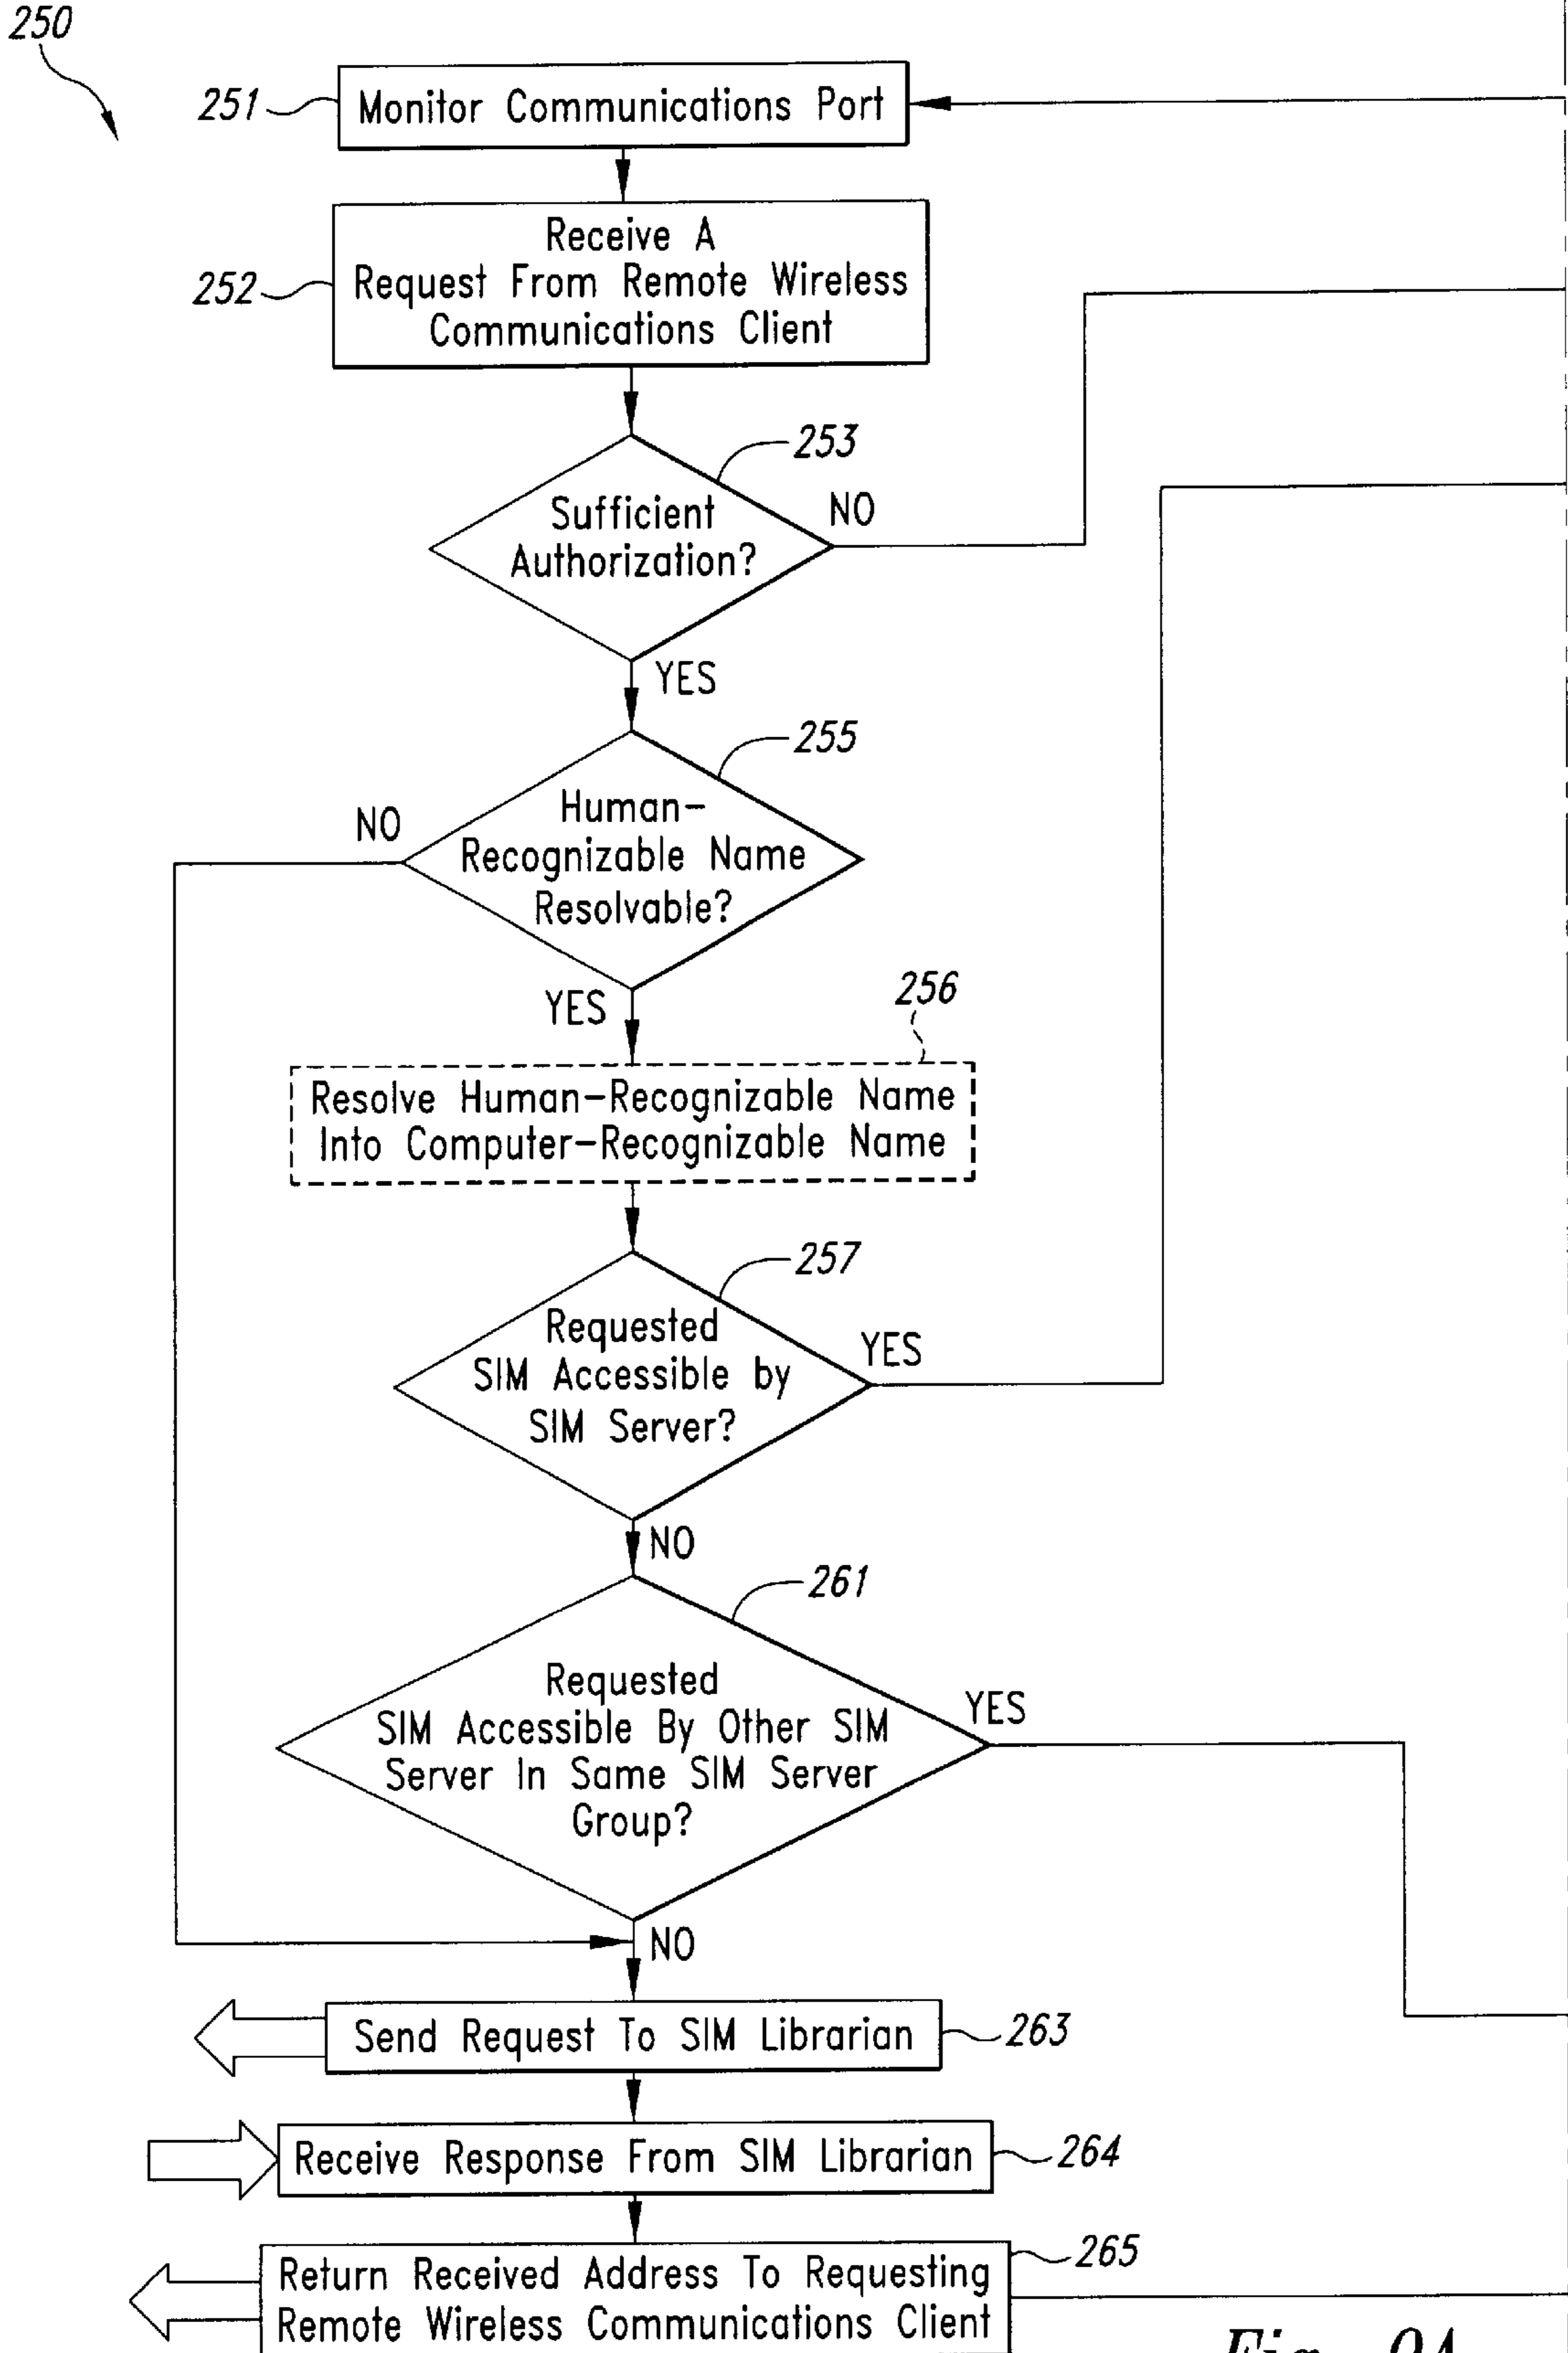 250
251
Monitor Communications Port
252
Receive A
Request From Remote Wireless
Communications Client
253
Sufficient
Authorization?
NO
YES
255
Human-
Recognizable Name
Resolvable?
NO
YES
256
Resolve Human-Recognizable Name
Into Computer-Recognizable Name
257
Requested
SIM Accessible by
SIM Server?
YES
NO
261
Requested
SIM Accessible By Other SIM
Server In Same SIM Server
Group?
YES
NO
Send Request To SIM Librarian
263
Receive Response From SIM Librarian
264
Return Received Address To Requesting
Remote Wireless Communications Client
265
Fig. 9A